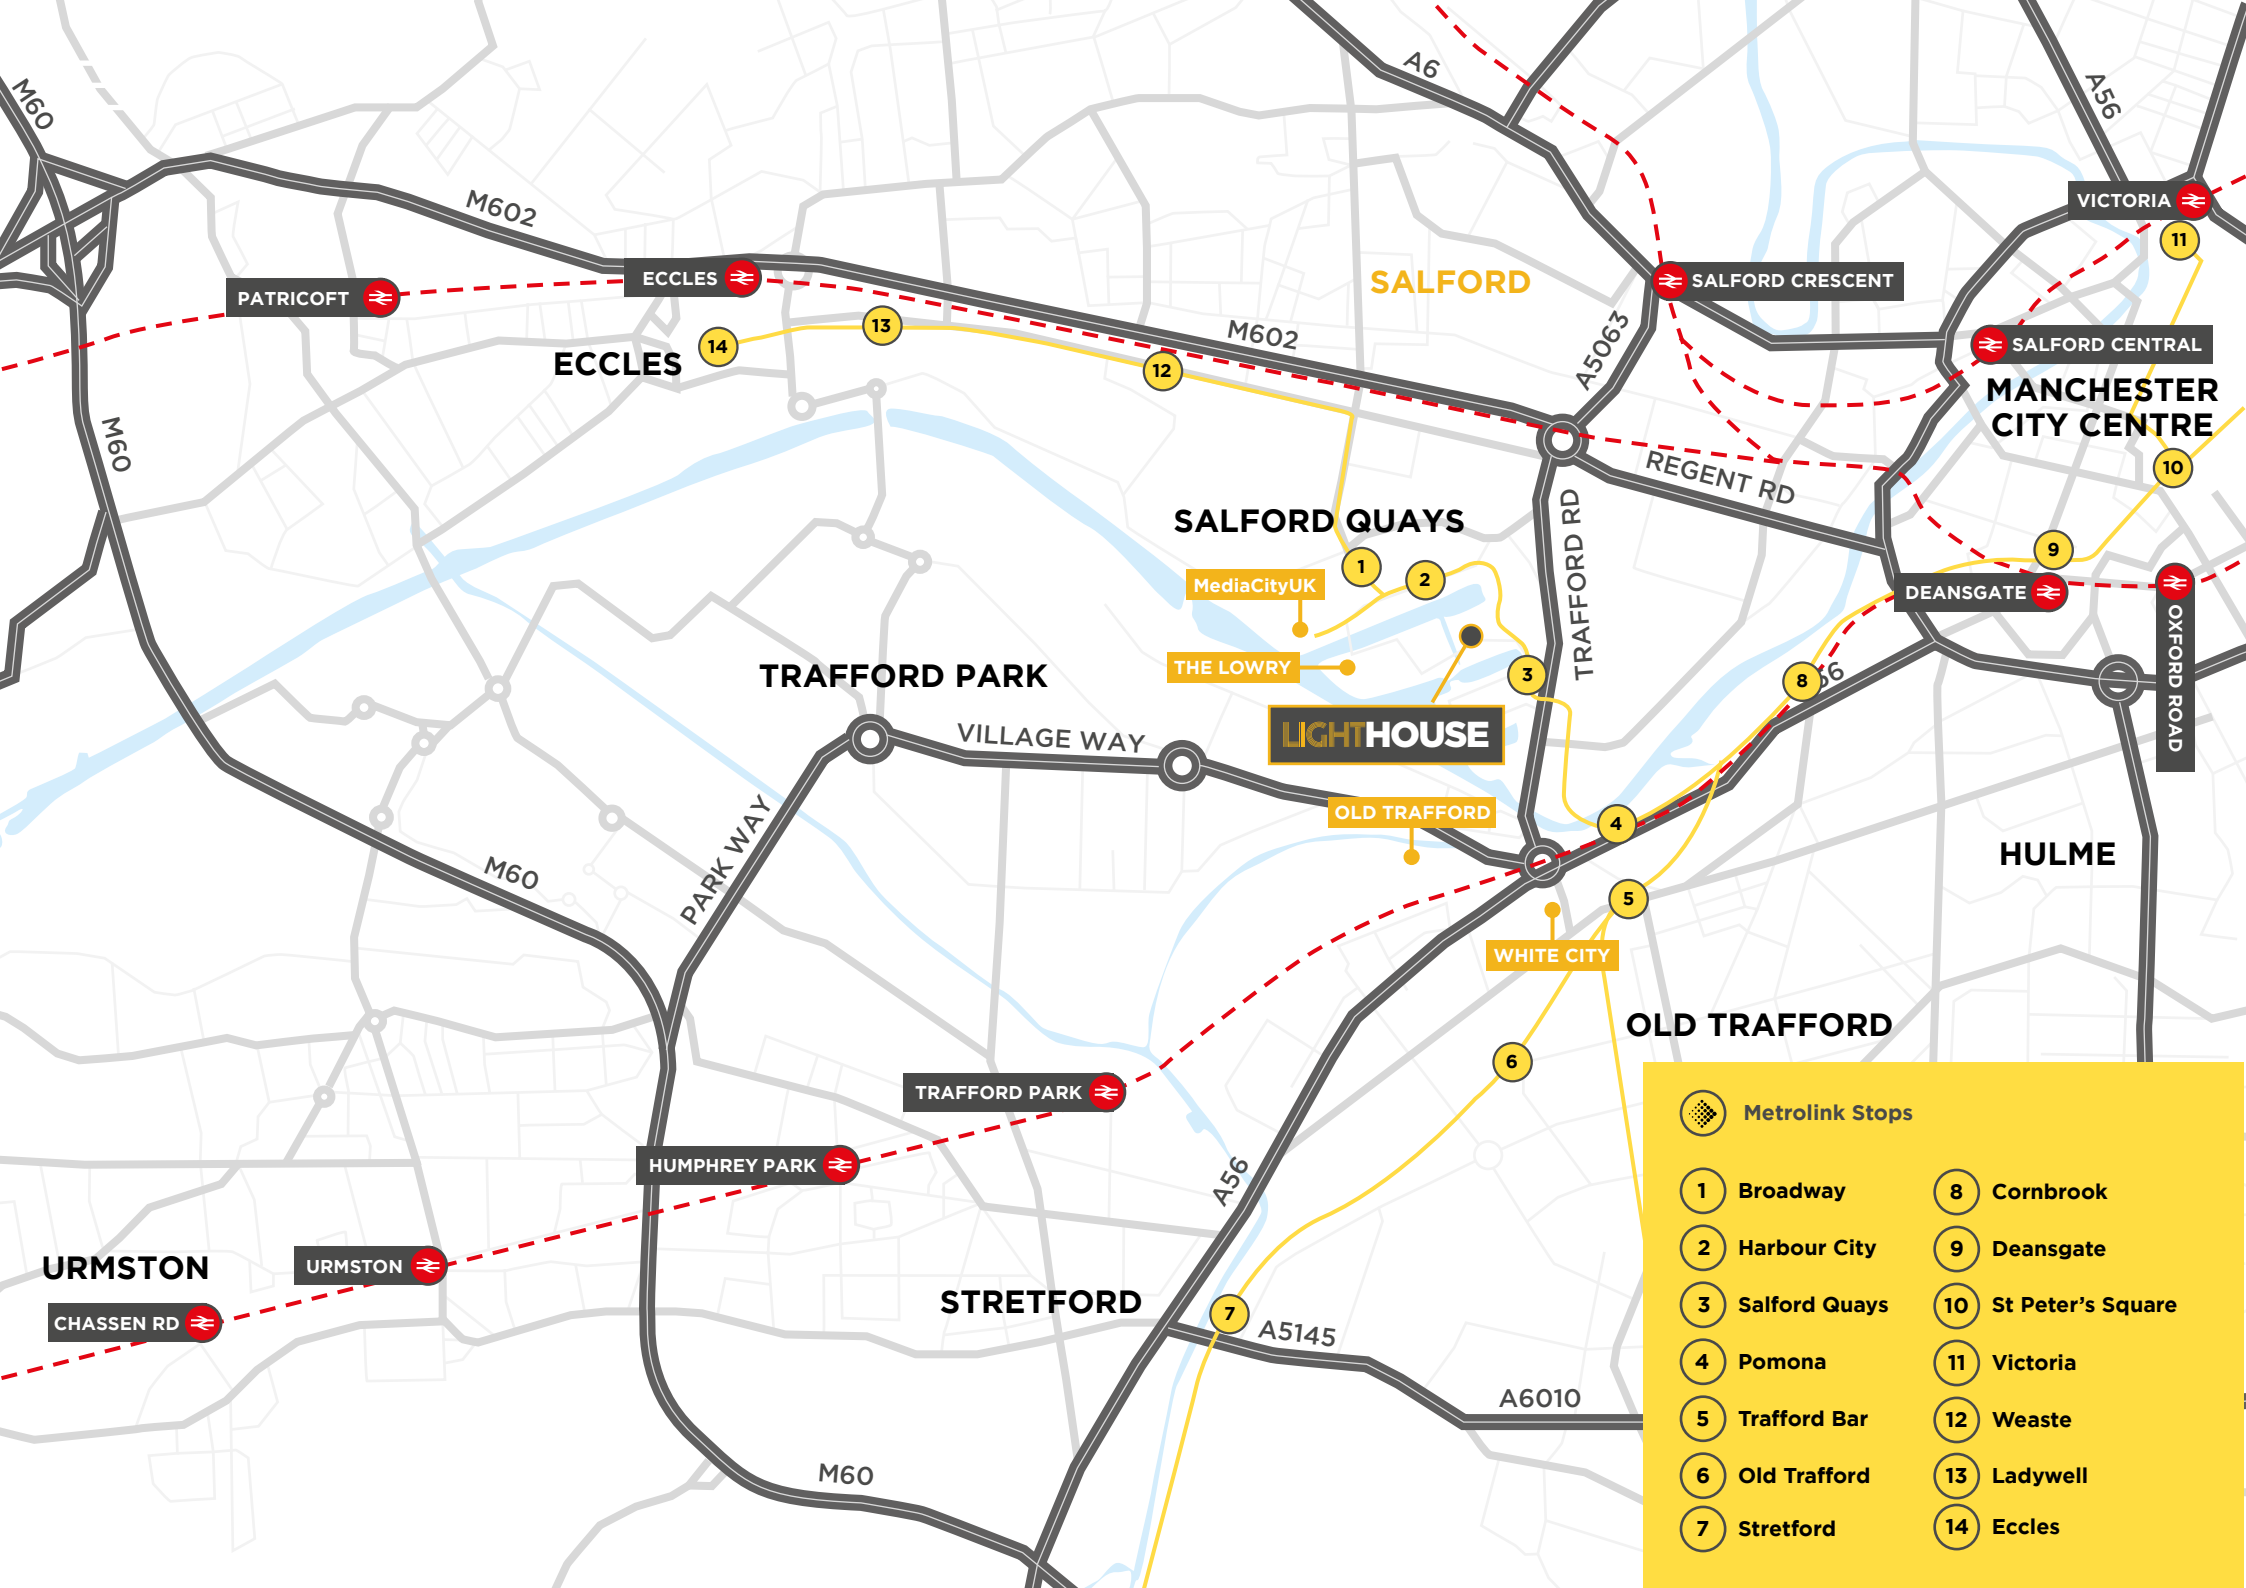 M60
A6
A56
M602
VICTORIA
11
PATRICOFT
ECCLES
SALFORD
SALFORD CRESCENT
ECCLES
14
13
12
M602
A5063
SALFORD CENTRAL
MANCHESTER
CITY CENTRE
M60
REGENT RD
10
SALFORD QUAYS
TRAFFORD RD
1
2
9
MediaCityUK
DEANSGATE
OXFORD ROAD
THE LOWRY
3
8
TRAFFORD PARK
LIGHTHOUSE
VILLAGE WAY
PARK WAY
OLD TRAFFORD
4
HULME
M60
5
WHITE CITY
OLD TRAFFORD
6
TRAFFORD PARK
HUMPHREY PARK
A56
URMSTON
URMSTON
CHASSEN RD
STRETFORD
7
A5145
A6010
M60
Metrolink Stops
1 Broadway
2 Harbour City
3 Salford Quays
4 Pomona
5 Trafford Bar
6 Old Trafford
7 Stretford
8 Cornbrook
9 Deansgate
10 St Peter's Square
11 Victoria
12 Weaste
13 Ladywell
14 Eccles